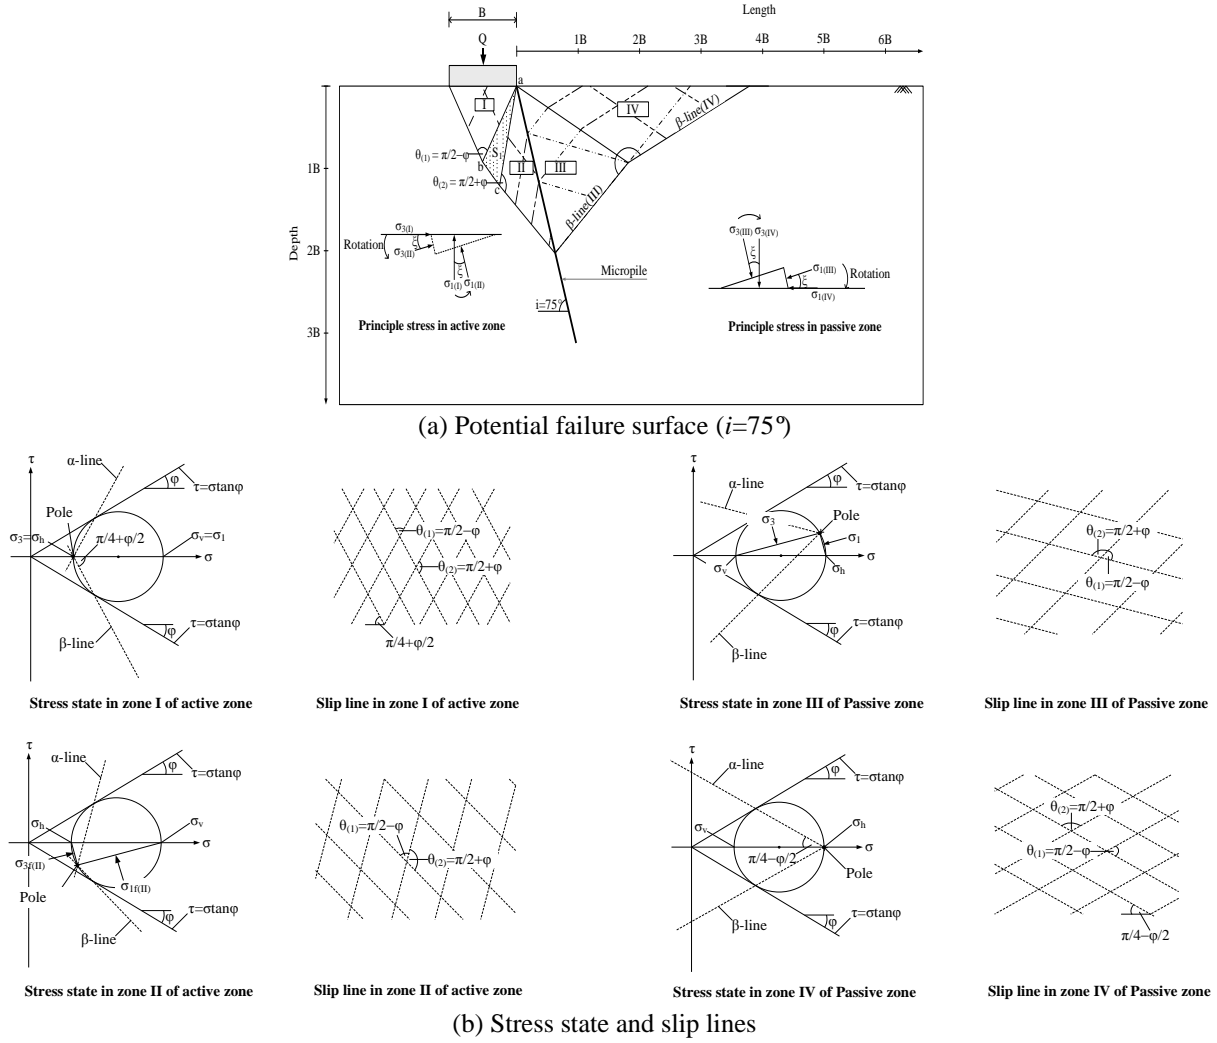 B
Length
Q
1B
2B
3B
4B
5B
6B
a
I
IV
β-line(IV)
θ(1) = π/2−φ
S1
b
II
III
1B
θ(2) = π/2+φ
c
β-line(III)
σ3(I)
Rotation
ξ
σ3(II)
ξ
σ1(I) σ1(II)
Depth
2B
Micropile
σ3(III) σ3(IV)
ξ
σ1(III)
Rotation
ξ
σ1(IV)
i=75°
3B
Principle stress in active zone
Principle stress in passive zone
(a) Potential failure surface (i=75°)
τ
α-line
φ
τ=σtanφ
Pole
σ3=σh
π/4+φ/2
σv=σ1
σ
φ
τ=σtanφ
β-line
θ(1)=π/2−φ
θ(2)=π/2+φ
π/4+φ/2
τ
α-line
φ
τ=σtanφ
σ3
Pole
σ1
σ
σv
σh
φ
τ=σtanφ
β-line
θ(2)=π/2+φ
θ(1)=π/2−φ
Stress state in zone I of active zone
Slip line in zone I of active zone
Stress state in zone III of Passive zone
Slip line in zone III of Passive zone
τ
α-line
φ
τ=σtanφ
σh
σv
σ
σ3f(II)
σ1f(II)
Pole
φ
τ=σtanφ
β-line
θ(1)=π/2−φ
θ(2)=π/2+φ
τ
α-line
φ
τ=σtanφ
σv
σh
π/4−φ/2
σ
Pole
β-line
φ
τ=σtanφ
θ(2)=π/2+φ
θ(1)=π/2−φ
π/4−φ/2
Stress state in zone II of active zone
Slip line in zone II of active zone
Stress state in zone IV of Passive zone
Slip line in zone IV of Passive zone
(b) Stress state and slip lines